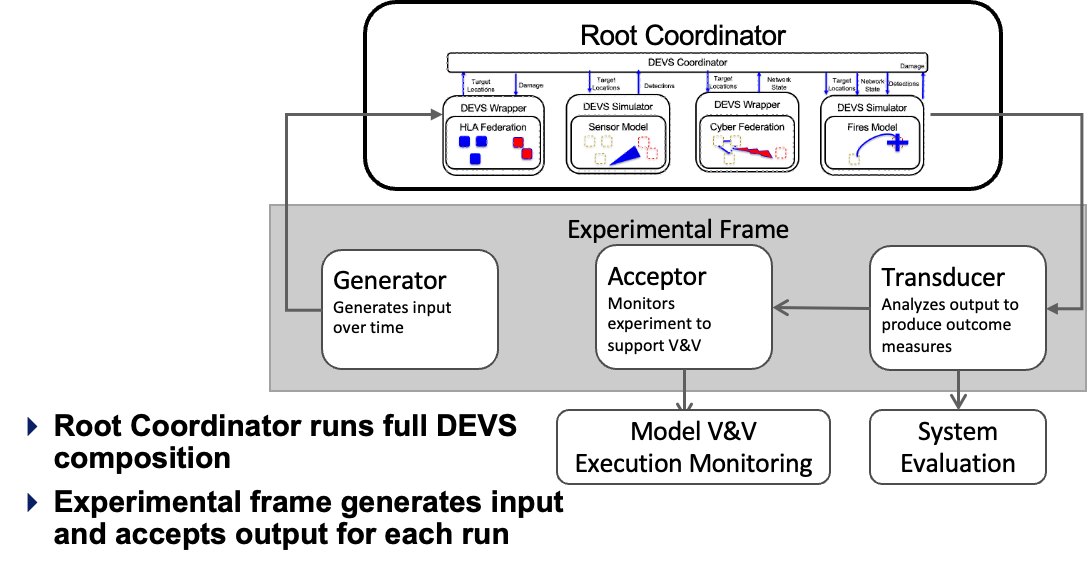 Root Coordinator
DEVS Coordinator
Damage
Target
Locations
Damage
Target
Locations
Detections
Target
Locations
Network
State
Target
Locations
Network
State
Detections
DEVS Wrapper
HLA Federation
DEVS Simulator
Sensor Model
DEVS Wrapper
Cyber Federation
DEVS Simulator
Fires Model
Experimental Frame
Generator
Generates input
over time
Acceptor
Monitors
experiment to
support V&V
Transducer
Analyzes output to
produce outcome
measures
Model V&V
Execution Monitoring
System
Evaluation
Root Coordinator runs full DEVS
composition
Experimental frame generates input
and accepts output for each run